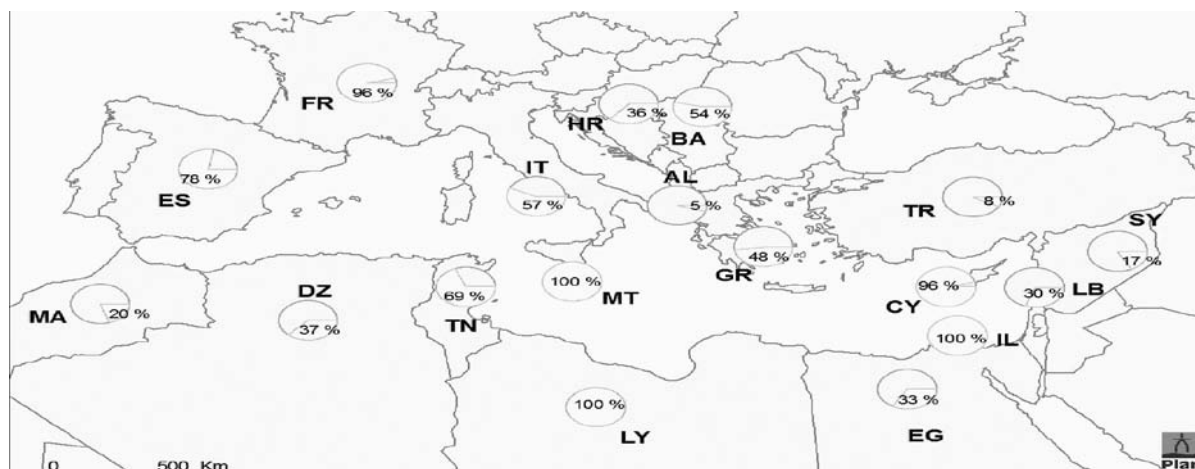 96 %
FR
36 %
HR
54 %
BA
IT
57 %
78 %
ES
AL
5 %
TR
8 %
SY
17 %
48 %
GR
100 %
MT
DZ
37 %
69 %
TN
MA
20 %
96 %
CY
30 %
LB
100 %
IL
33 %
EG
100 %
LY
0 500 Km
Plan